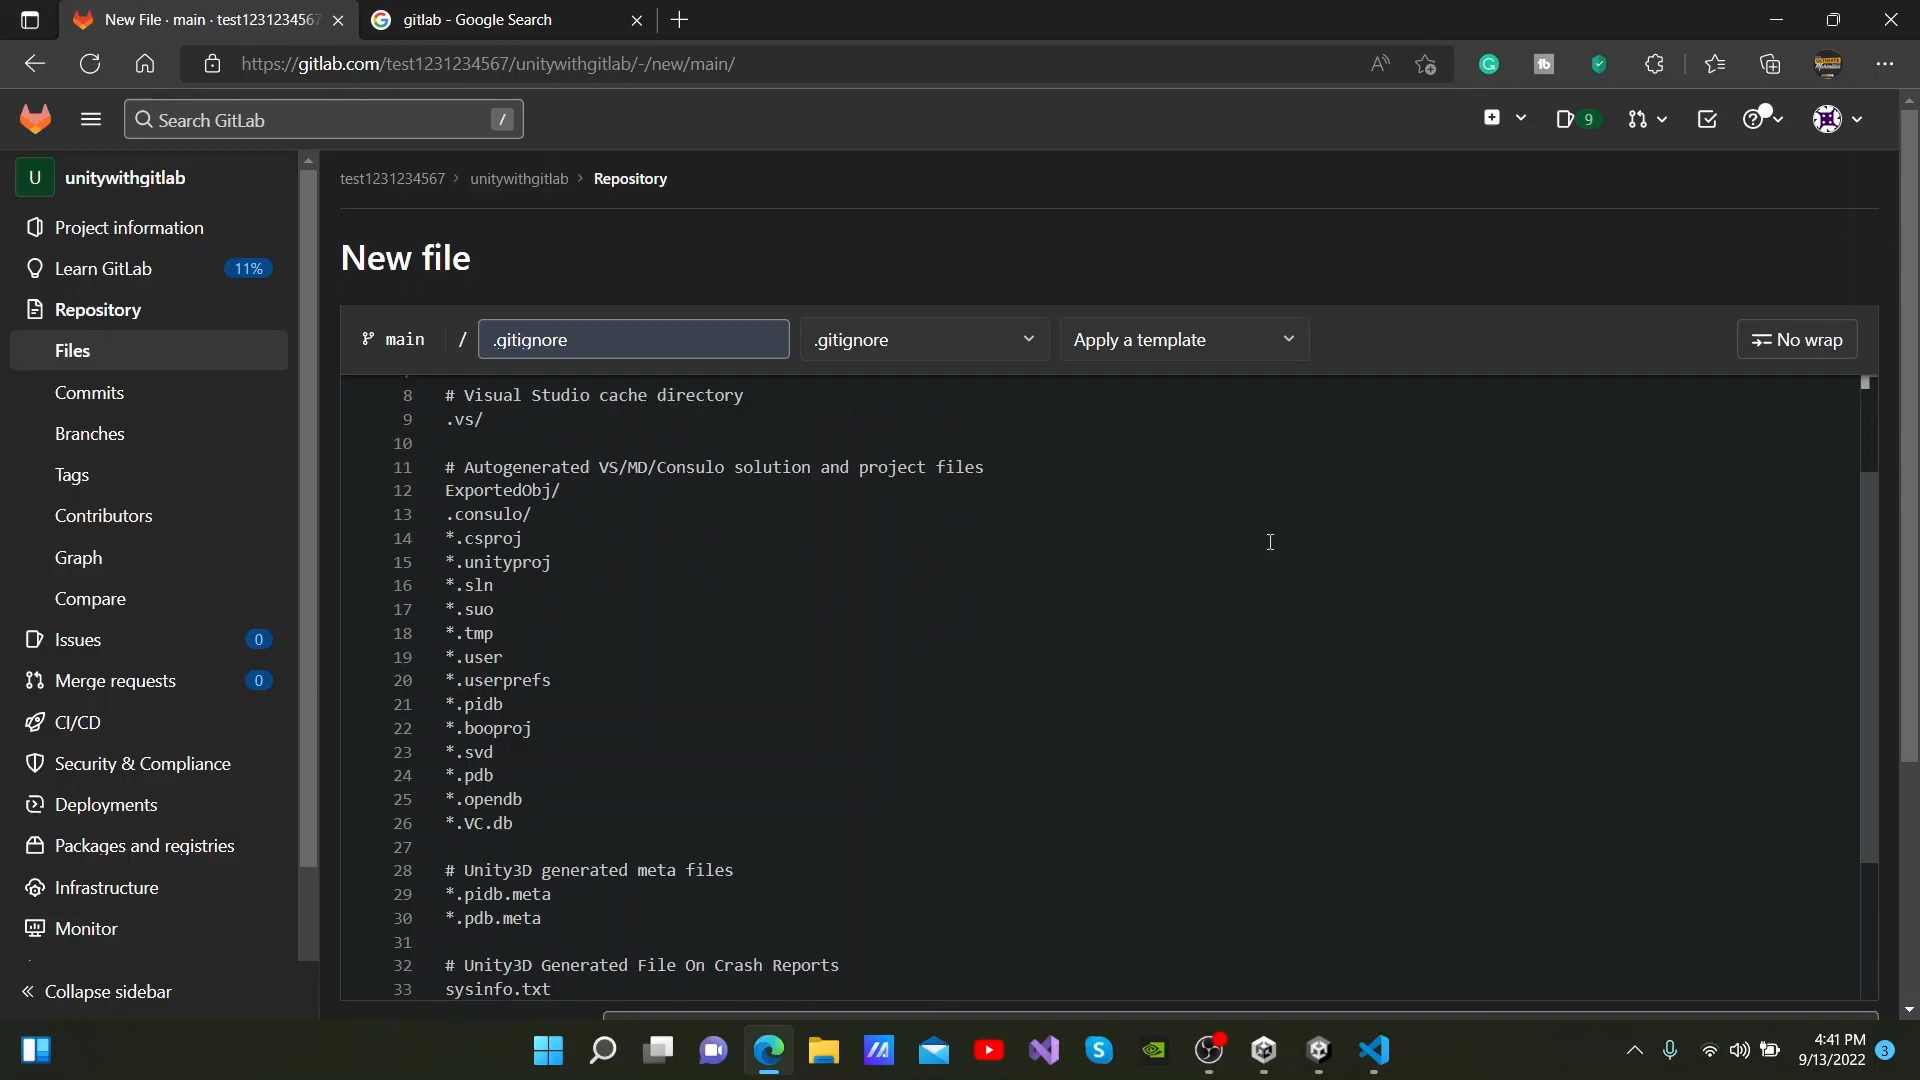 New File · main · test1231234567
gitlab - Google Search
https://gitlab.com/test1231234567/unitywithgitlab/-/new/main/
Search GitLab
/
9
U
unitywithgitlab
Project information
Learn GitLab
11%
Repository
Files
Commits
Branches
Tags
Contributors
Graph
Compare
Issues
0
Merge requests
0
CI/CD
Security & Compliance
Deployments
Packages and registries
Infrastructure
Monitor
« Collapse sidebar
test1231234567 > unitywithgitlab > Repository
New file
main / .gitignore
.gitignore
Apply a template
No wrap
8 # Visual Studio cache directory
9 .vs/
10
11 # Autogenerated VS/MD/Consulo solution and project files
12 ExportedObj/
13 .consulo/
14 *.csproj
15 *.unityproj
16 *.sln
17 *.suo
18 *.tmp
19 *.user
20 *.userprefs
21 *.pidb
22 *.booproj
23 *.svd
24 *.pdb
25 *.opendb
26 *.VC.db
27
28 # Unity3D generated meta files
29 *.pidb.meta
30 *.pdb.meta
31
32 # Unity3D Generated File On Crash Reports
33 sysinfo.txt
4:41 PM
9/13/2022
3